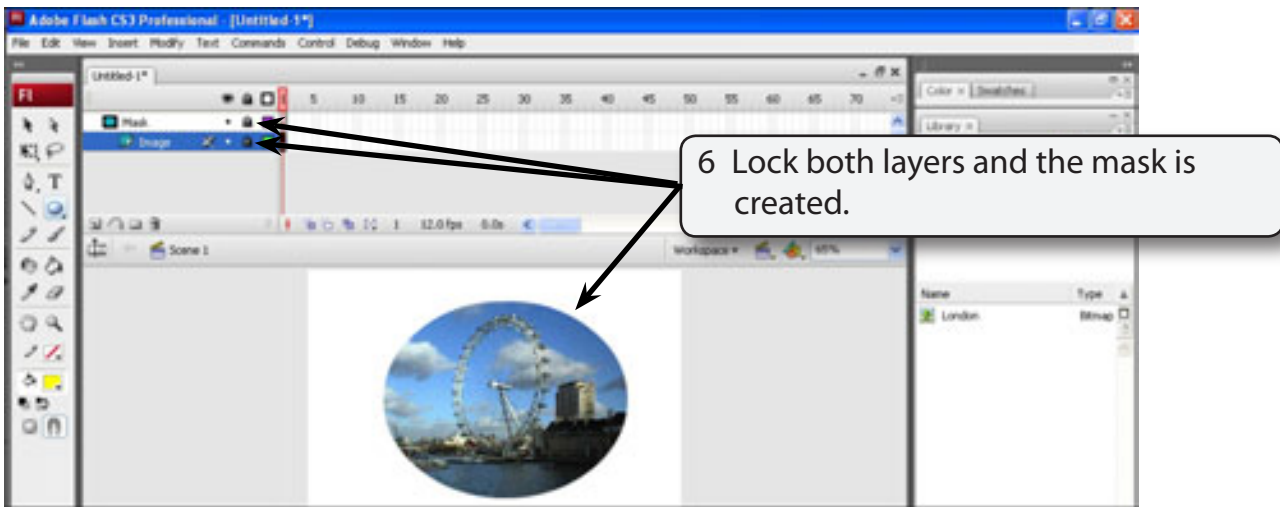 Adobe Flash CS3 Professional - [Untitled-1*]
File Edit View Insert Modify Text Commands Control Debug Window Help
Untitled-1*
Fl
5 10 15 20 25 30 35 40 45 50 55 60 65 70
Color × Swatches
Mask
Library ×
Image
6 Lock both layers and the mask is
created.
1 12.0 fps 0.0s
Scene 1
Workspace 65%
Name Type
London Bitmap